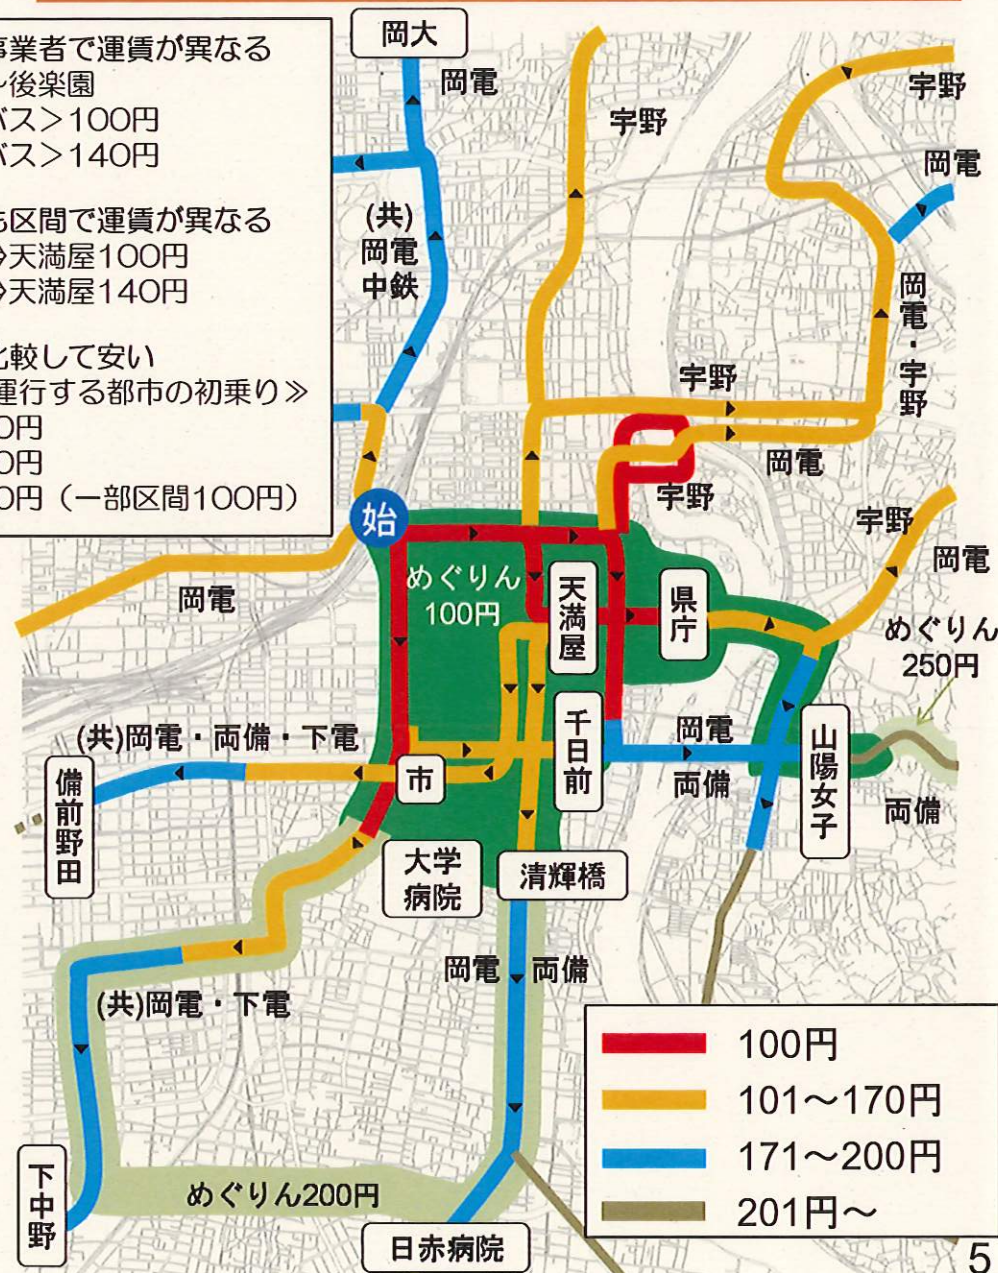 事業者で運賃が異なる
～後楽園
バス＞100円
バス＞140円
も区間で運賃が異なる
⇔天満屋100円
⇔天満屋140円
比較して安い
運行する都市の初乗り≫
0円
0円
0円（一部区間100円）
岡大
岡電
宇野
宇野
岡電
(共)
岡電
中鉄
岡電・宇野
宇野
岡電
宇野
始
宇野
岡電
岡電
めぐりん
100円
天満屋
県庁
めぐりん
250円
(共)岡電・両備・下電
市
千日前
岡電
両備
山陽女子
両備
備前野田
大学
病院
清輝橋
岡電
両備
(共)岡電・下電
100円
101～170円
171～200円
201円～
下中野
めぐりん200円
日赤病院
5